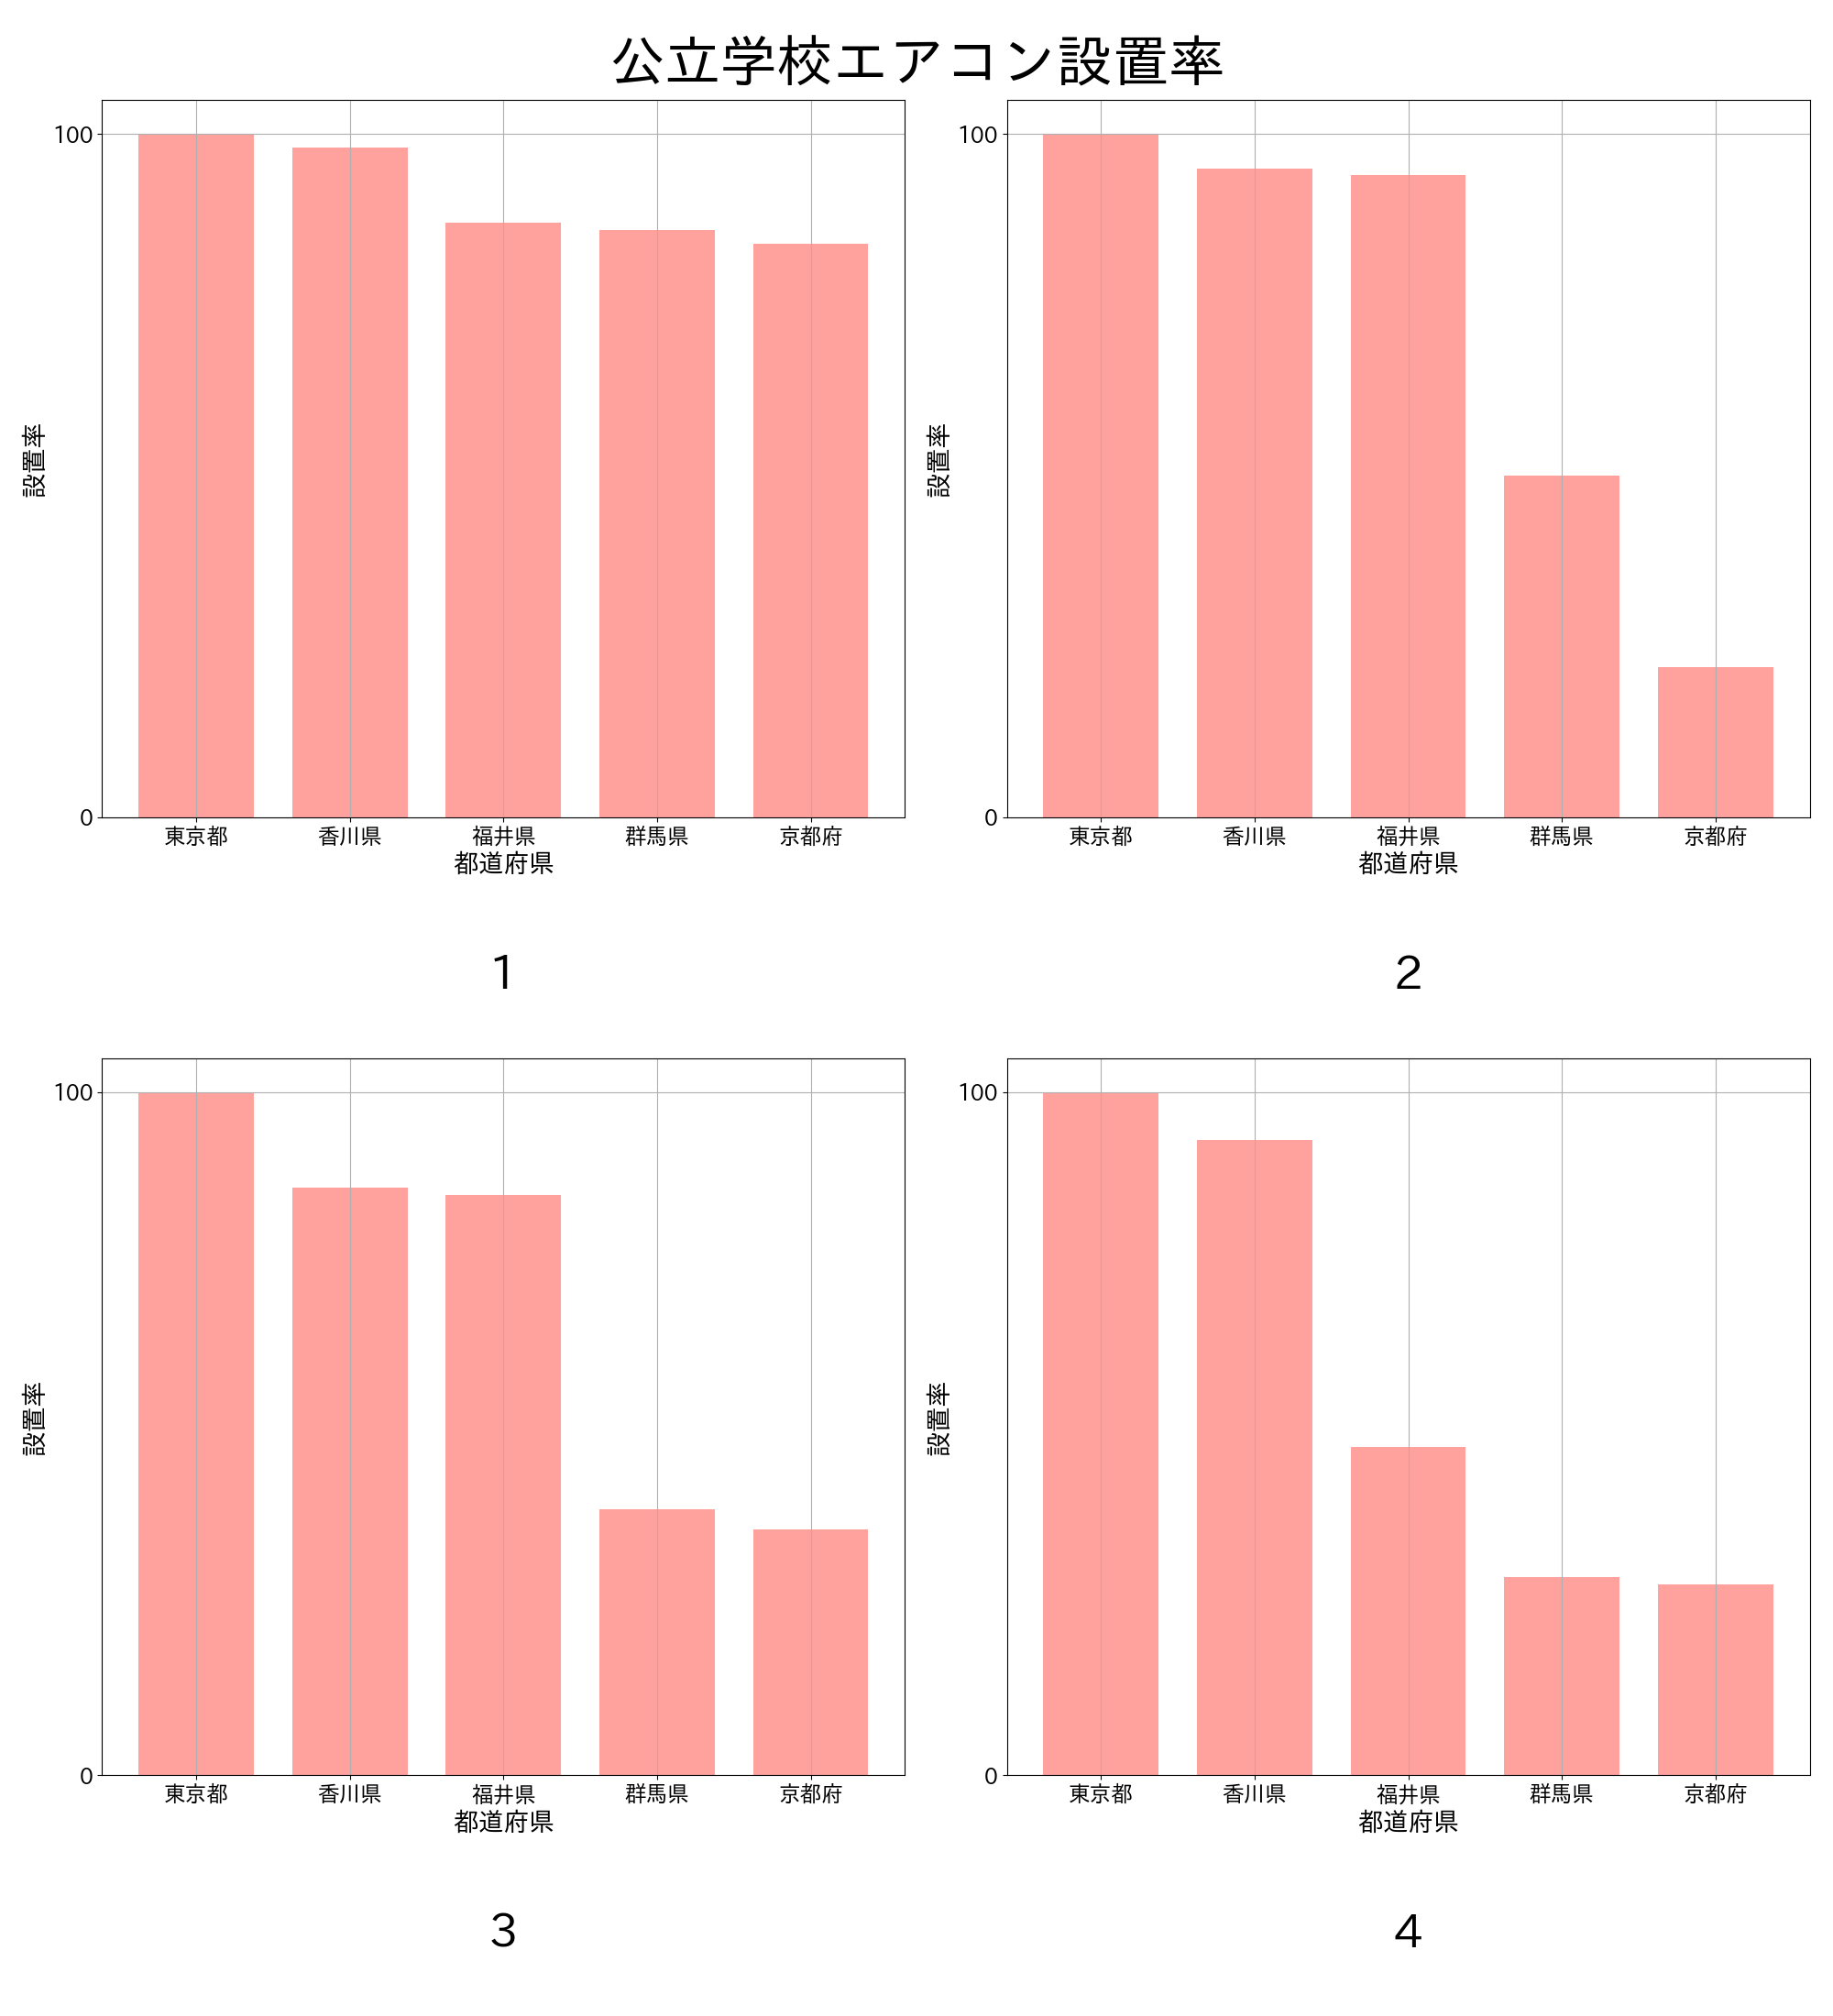 公立学校エアコン設置率
100
0
設置率
東京都 香川県 福井県 群馬県 京都府
都道府県
1
100
0
設置率
東京都 香川県 福井県 群馬県 京都府
都道府県
2
100
0
設置率
東京都 香川県 福井県 群馬県 京都府
都道府県
3
100
0
設置率
東京都 香川県 福井県 群馬県 京都府
都道府県
4